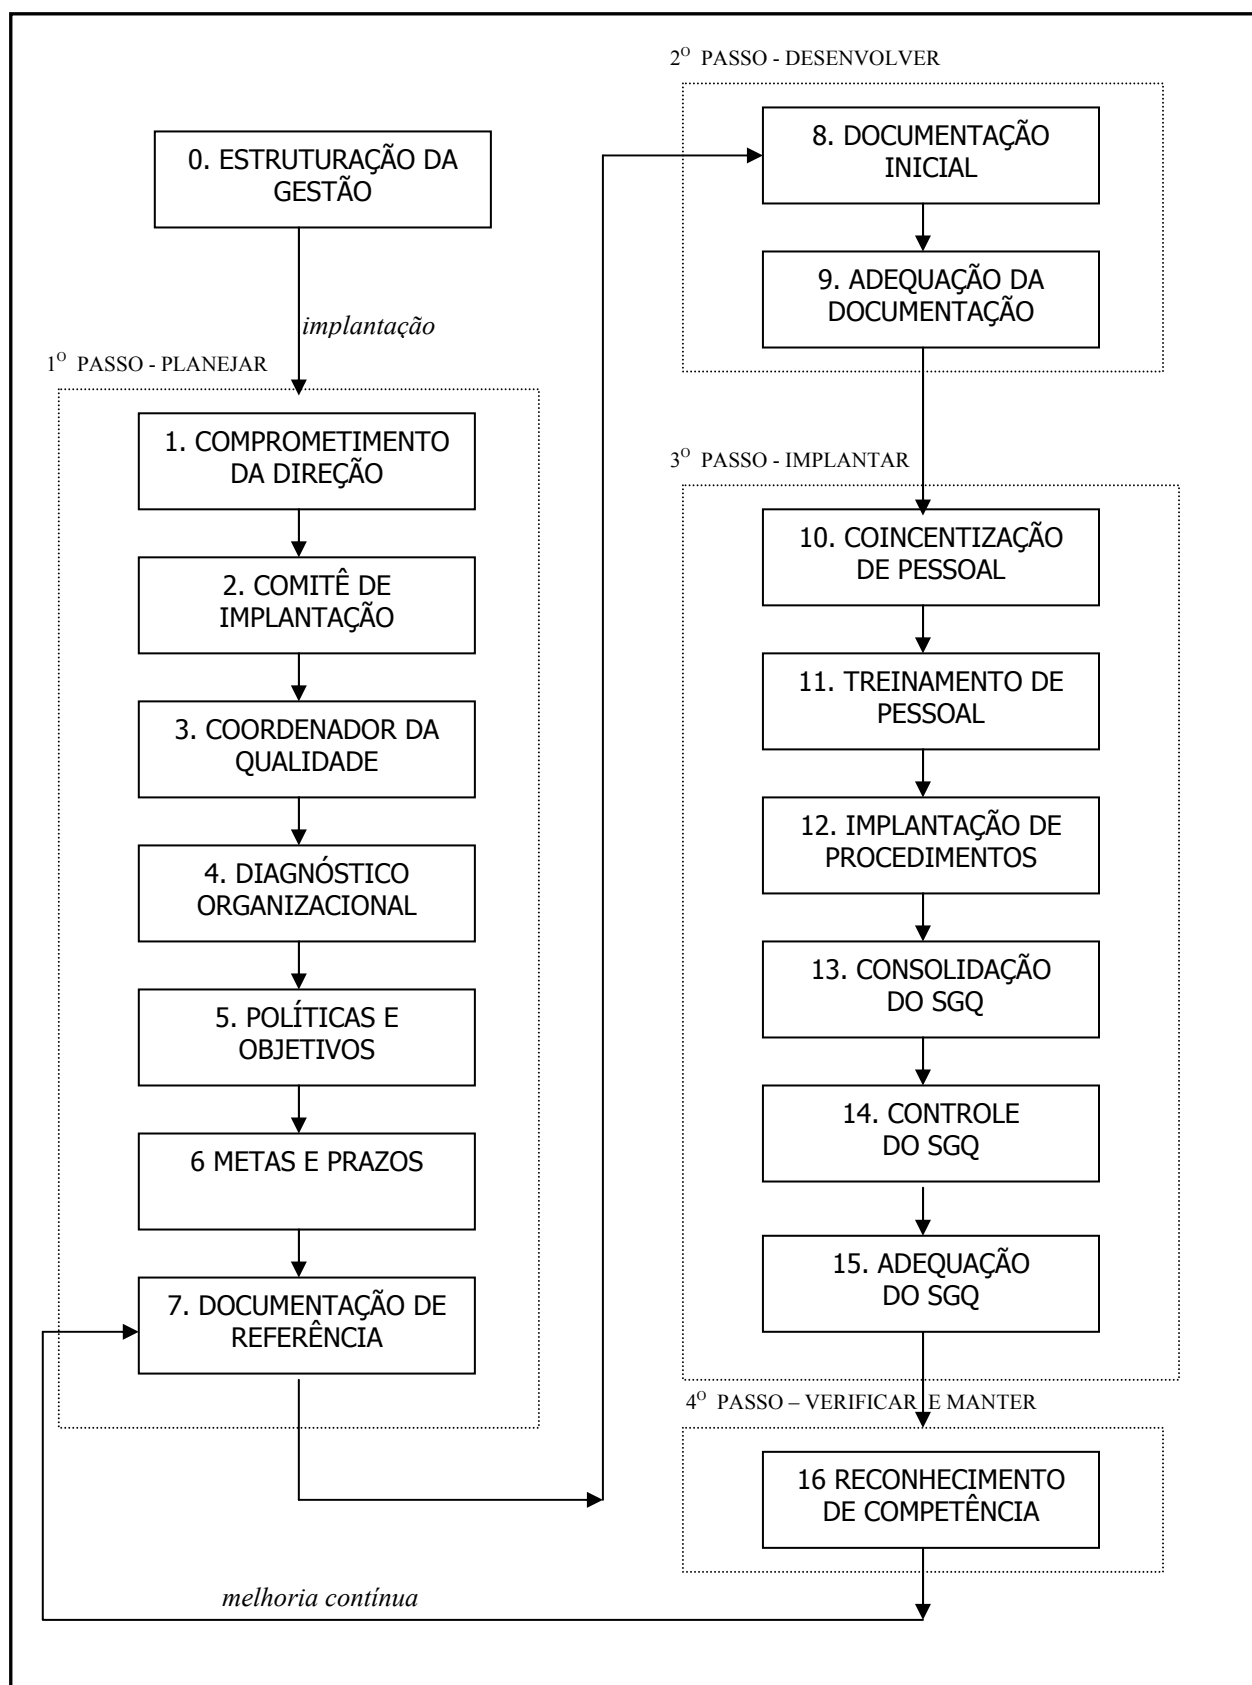 0. ESTRUTURAÇÃO DA
GESTÃO
implantação
1º PASSO - PLANEJAR
1. COMPROMETIMENTO
DA DIREÇÃO
2. COMITÊ DE
IMPLANTAÇÃO
3. COORDENADOR DA
QUALIDADE
4. DIAGNÓSTICO
ORGANIZACIONAL
5. POLÍTICAS E
OBJETIVOS
6 METAS E PRAZOS
7. DOCUMENTAÇÃO DE
REFERÊNCIA
2º PASSO - DESENVOLVER
8. DOCUMENTAÇÃO
INICIAL
9. ADEQUAÇÃO DA
DOCUMENTAÇÃO
3º PASSO - IMPLANTAR
10. COINCENTIZAÇÃO
DE PESSOAL
11. TREINAMENTO DE
PESSOAL
12. IMPLANTAÇÃO DE
PROCEDIMENTOS
13. CONSOLIDAÇÃO
DO SGQ
14. CONTROLE
DO SGQ
15. ADEQUAÇÃO
DO SGQ
4º PASSO – VERIFICAR E MANTER
16 RECONHECIMENTO
DE COMPETÊNCIA
melhoria contínua